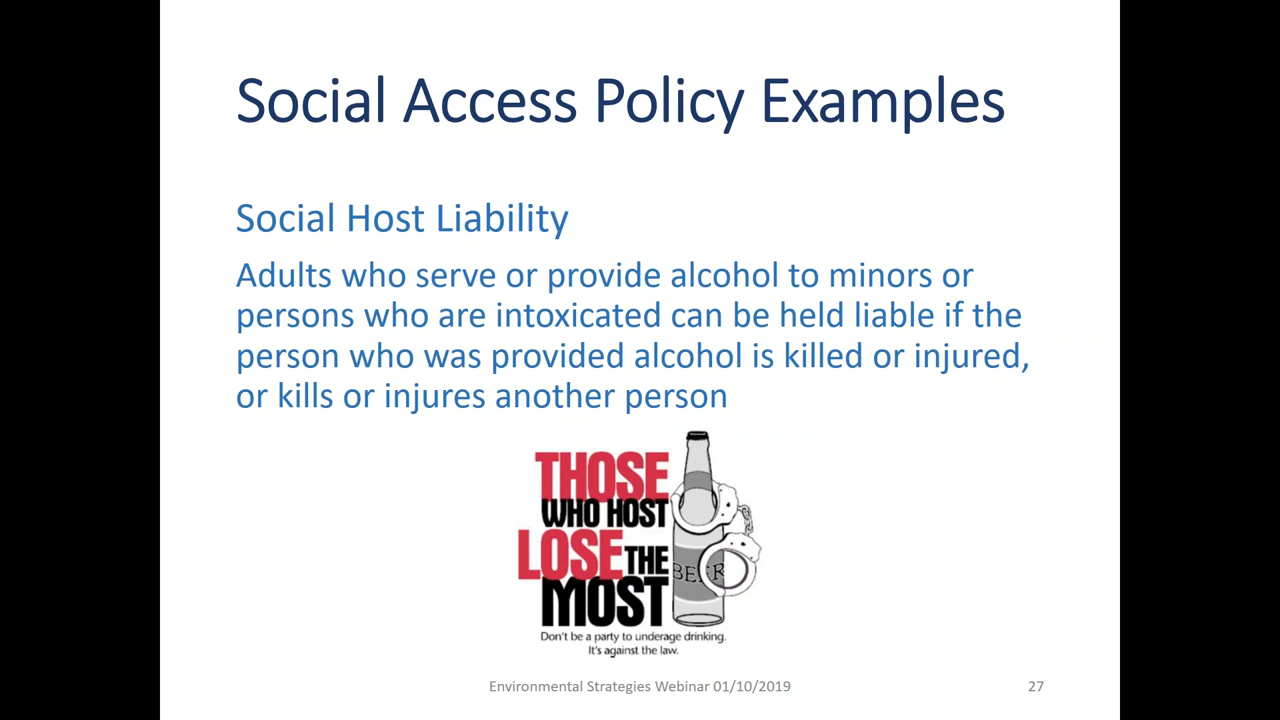 Social Access Policy Examples
Social Host Liability
Adults who serve or provide alcohol to minors or
persons who are intoxicated can be held liable if the
person who was provided alcohol is killed or injured,
or kills or injures another person
THOSE
WHO HOST
LOSE THE
MOST
BEER
Don't be a party to underage drinking.
It's against the law.
Environmental Strategies Webinar 01/10/2019
27